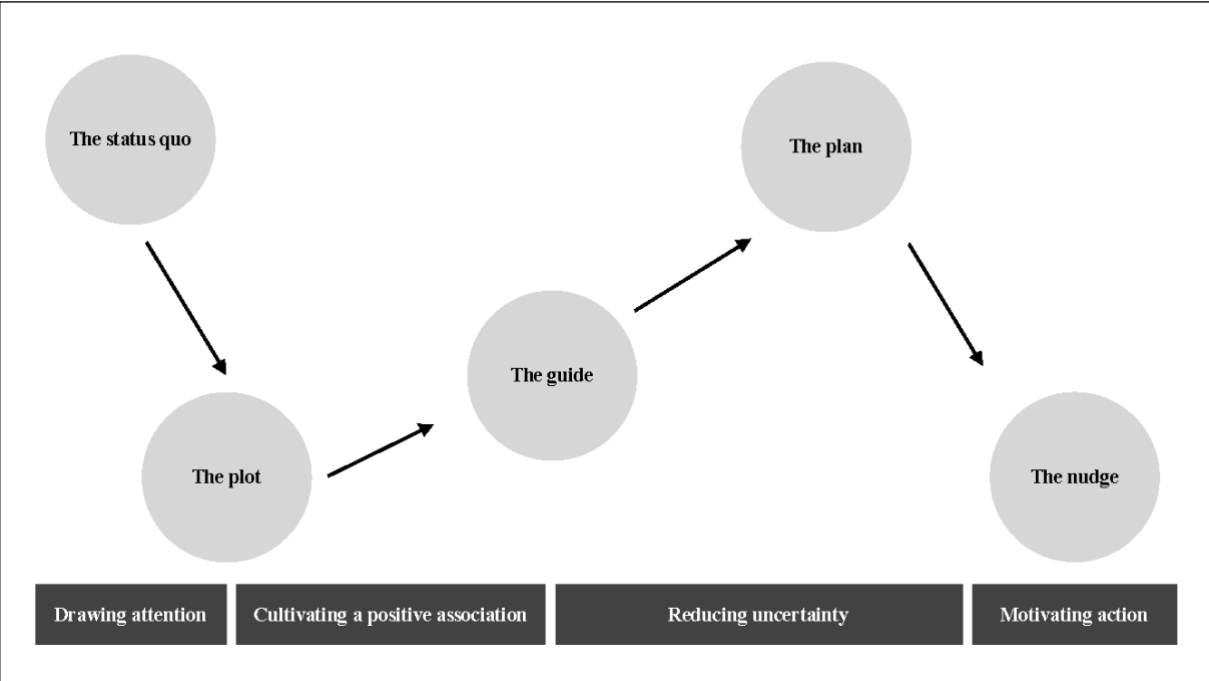 The status quo
The plan
The guide
The plot
The nudge
Drawing attention
Cultivating a positive association
Reducing uncertainty
Motivating action